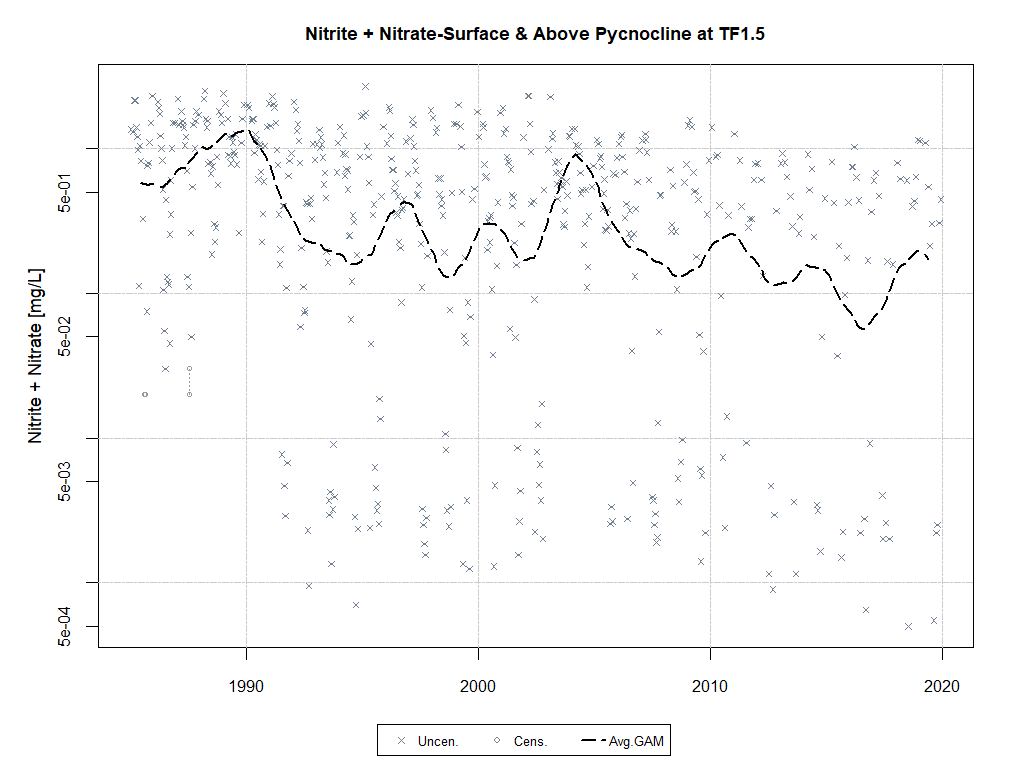 Nitrite + Nitrate-Surface & Above Pycnocline at TF1.5
Nitrite + Nitrate [mg/L]
5e-01
5e-02
5e-03
5e-04
1990 2000 2010 2020
Uncen. Cens. Avg.GAM